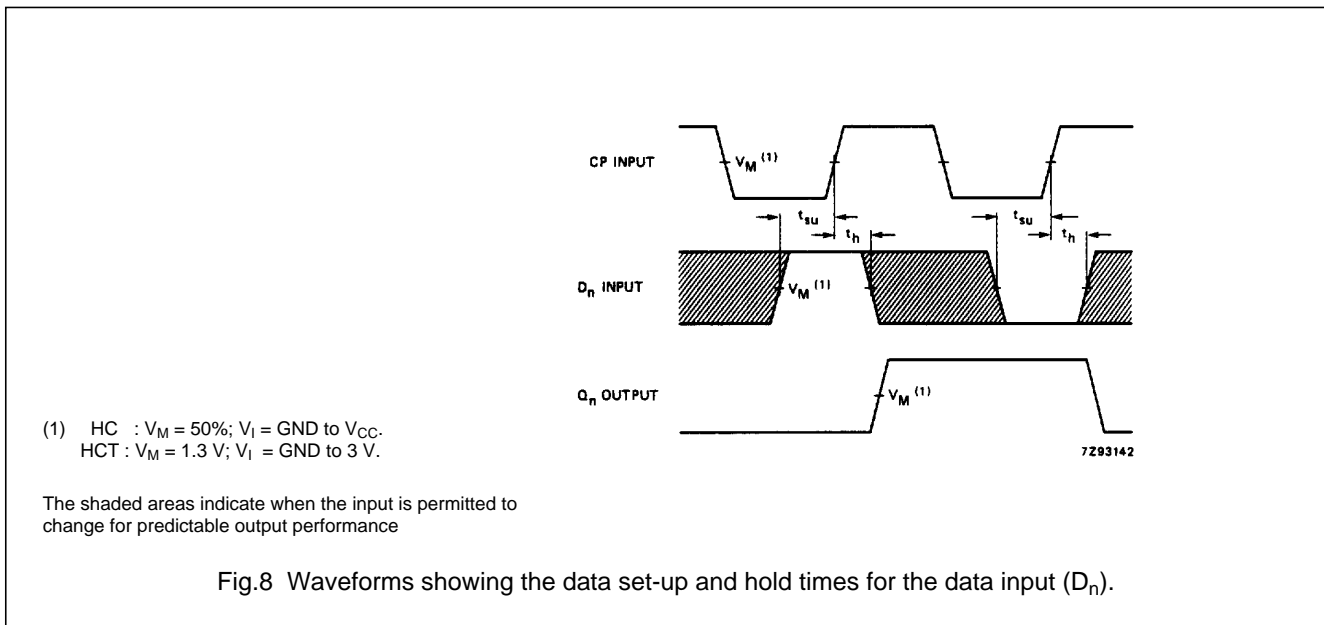 CP INPUT
V_M (1)
t_su
t_h
t_su
t_h
D_n INPUT
V_M (1)
Q_n OUTPUT
V_M (1)
7Z93142
(1) HC : V_M = 50%; V_I = GND to V_CC.
HCT : V_M = 1.3 V; V_I = GND to 3 V.
The shaded areas indicate when the input is permitted to
change for predictable output performance
Fig.8 Waveforms showing the data set-up and hold times for the data input (D_n).